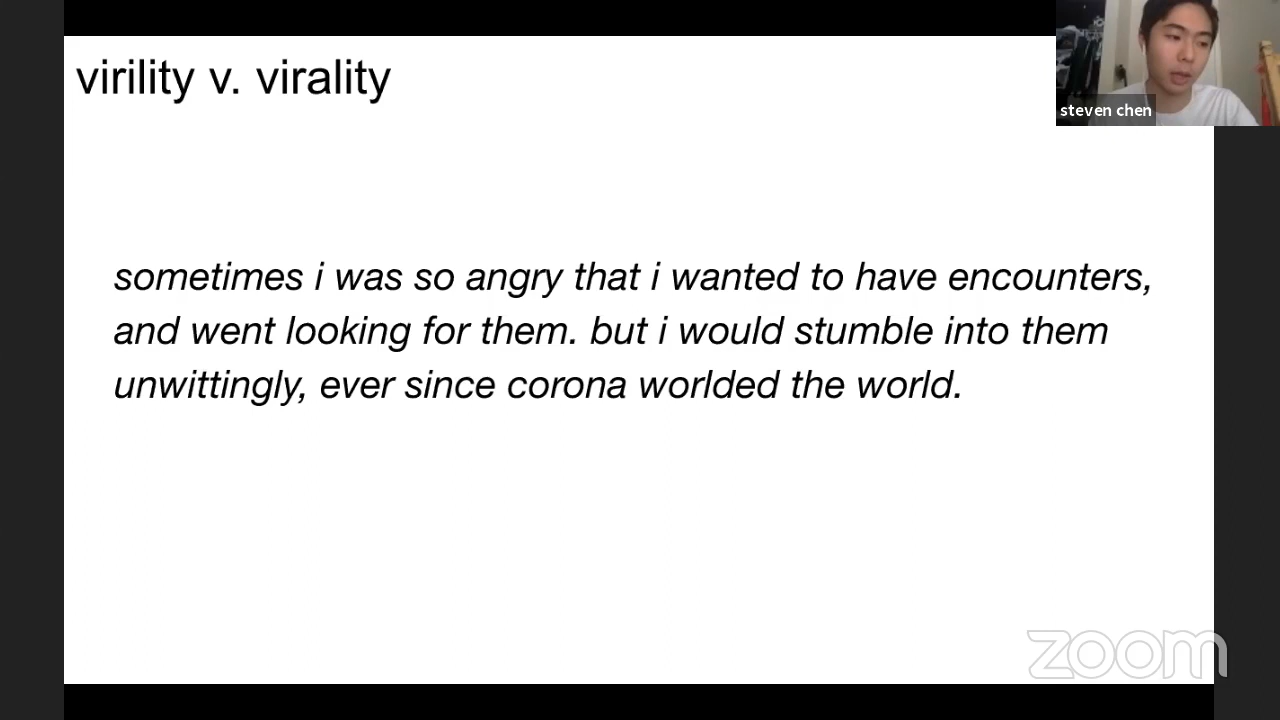 virility v. virality
steven chen
sometimes i was so angry that i wanted to have encounters,
and went looking for them. but i would stumble into them
unwittingly, ever since corona worlded the world.
zoom